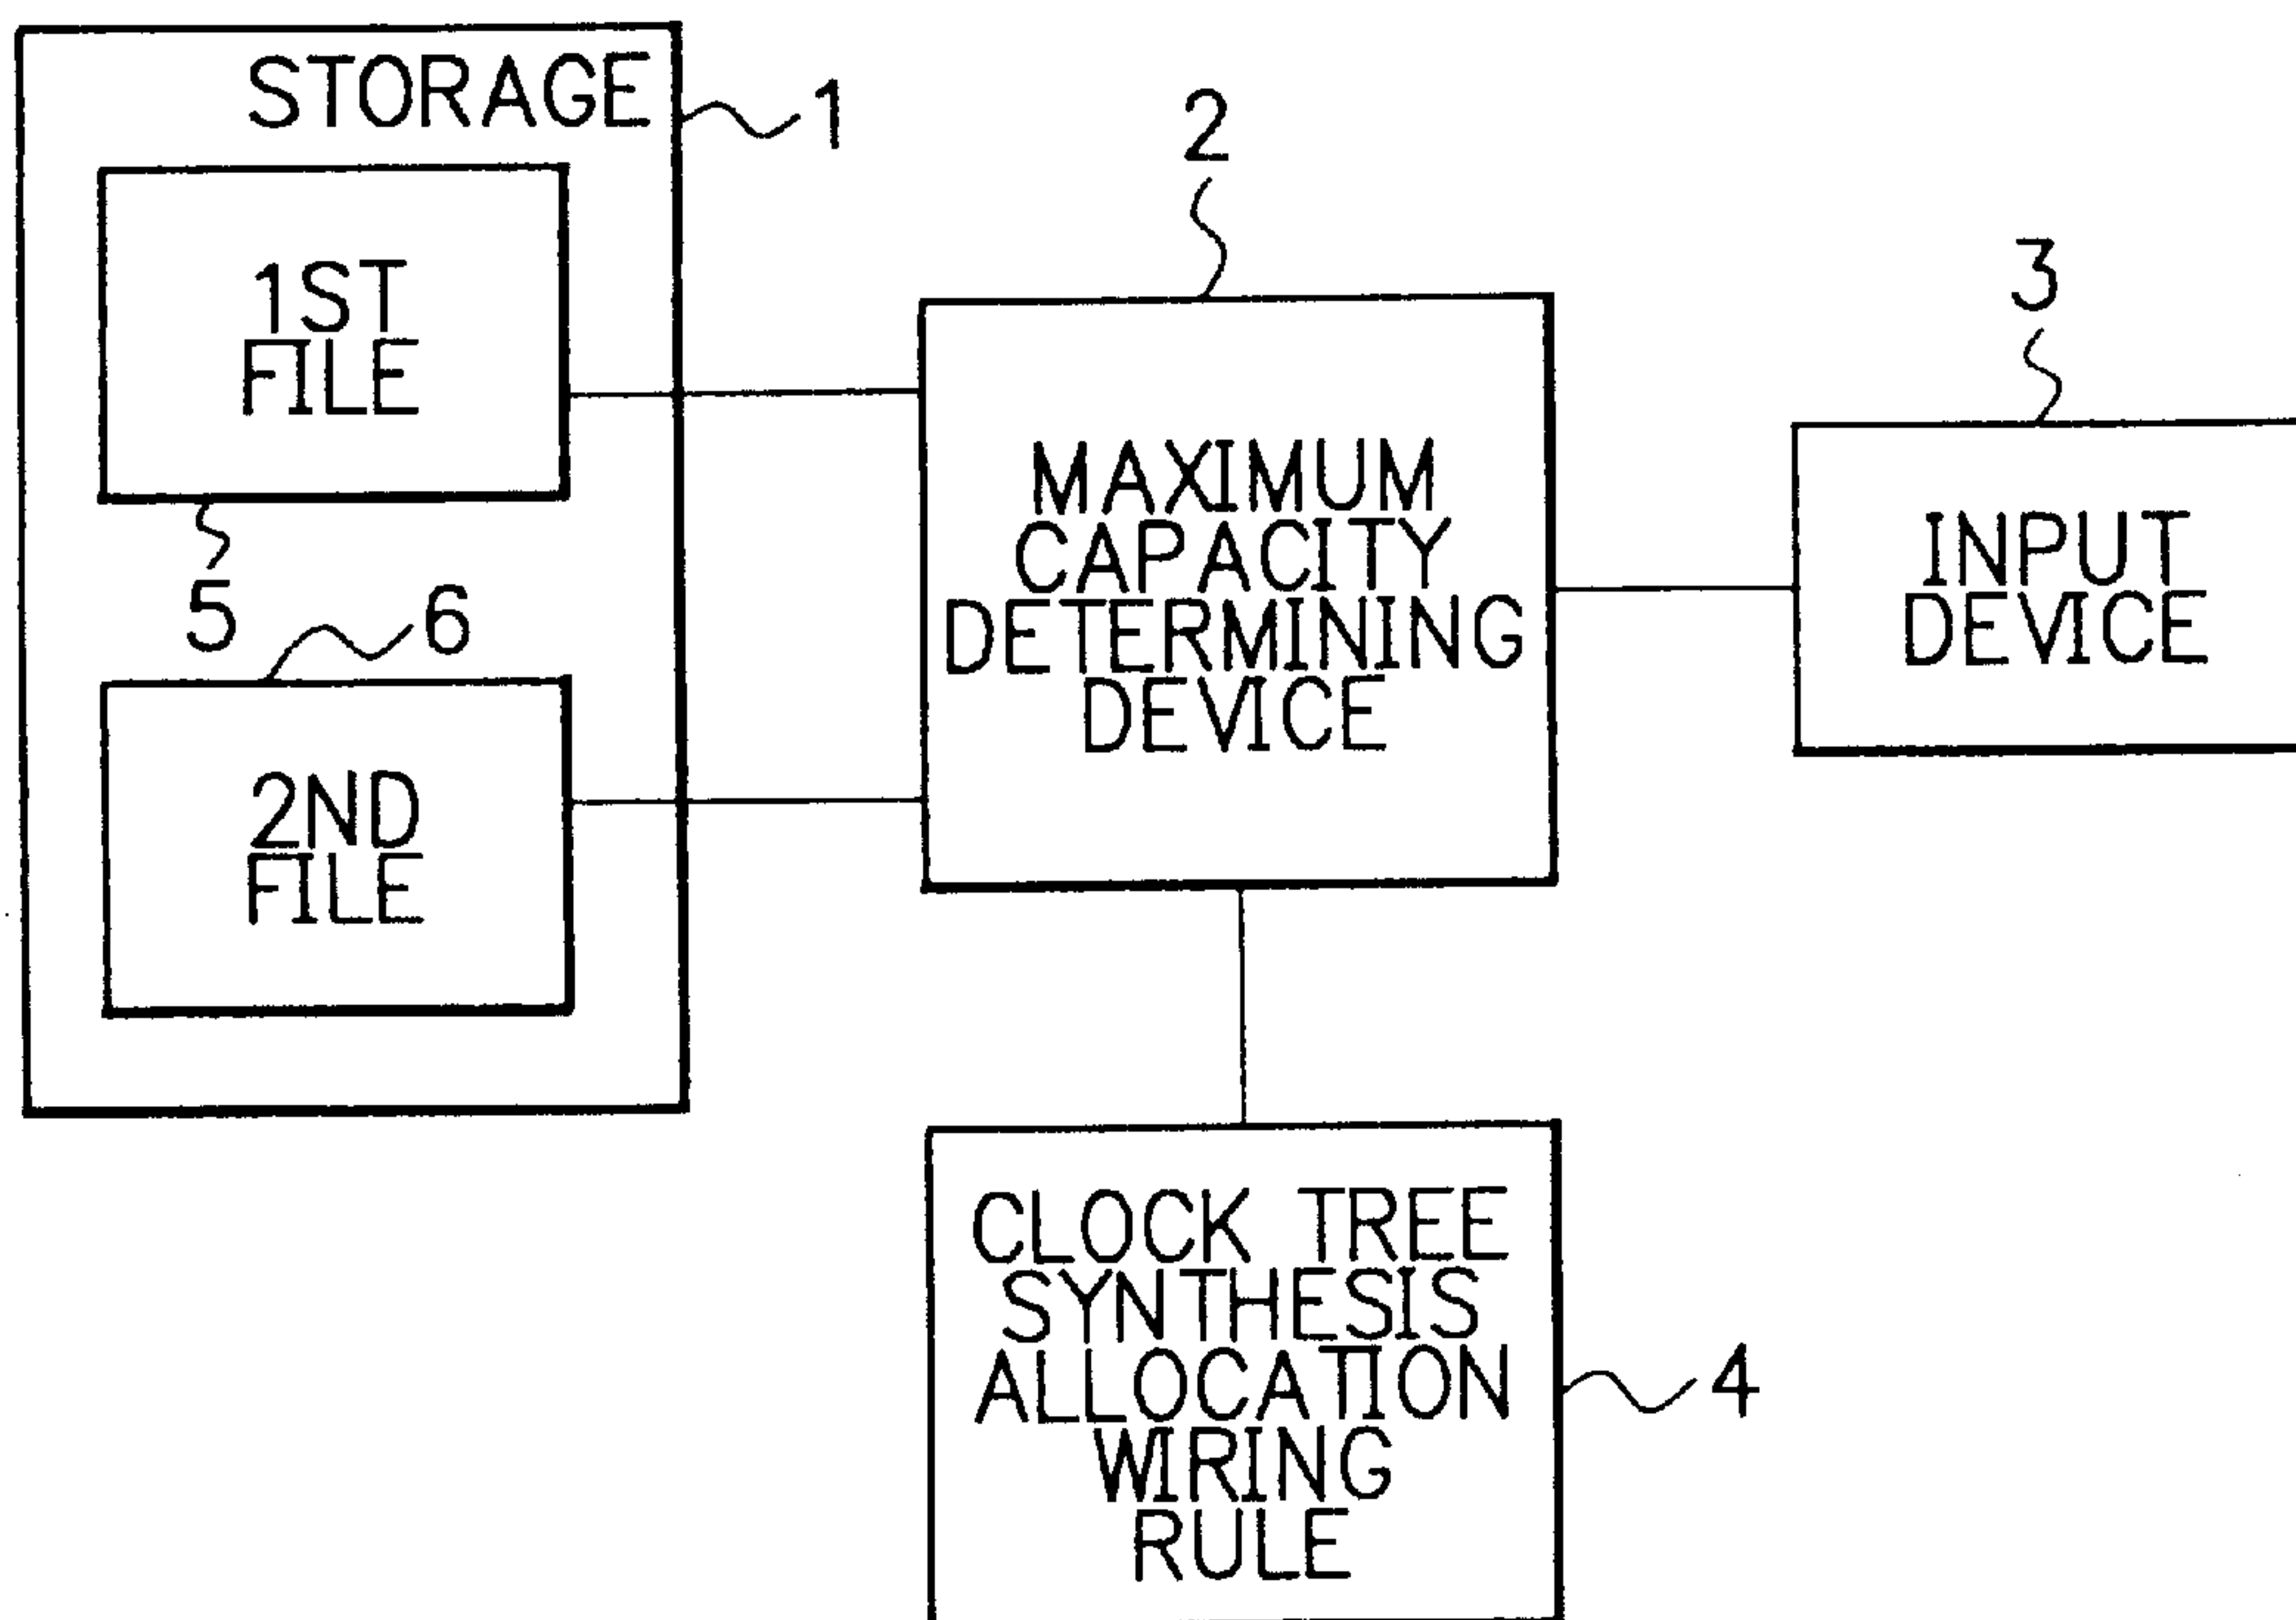 STORAGE
1
1ST
FILE
5
6
2ND
FILE
2
MAXIMUM
CAPACITY
DETERMINING
DEVICE
3
INPUT
DEVICE
CLOCK TREE
SYNTHESIS
ALLOCATION
WIRING
RULE
4